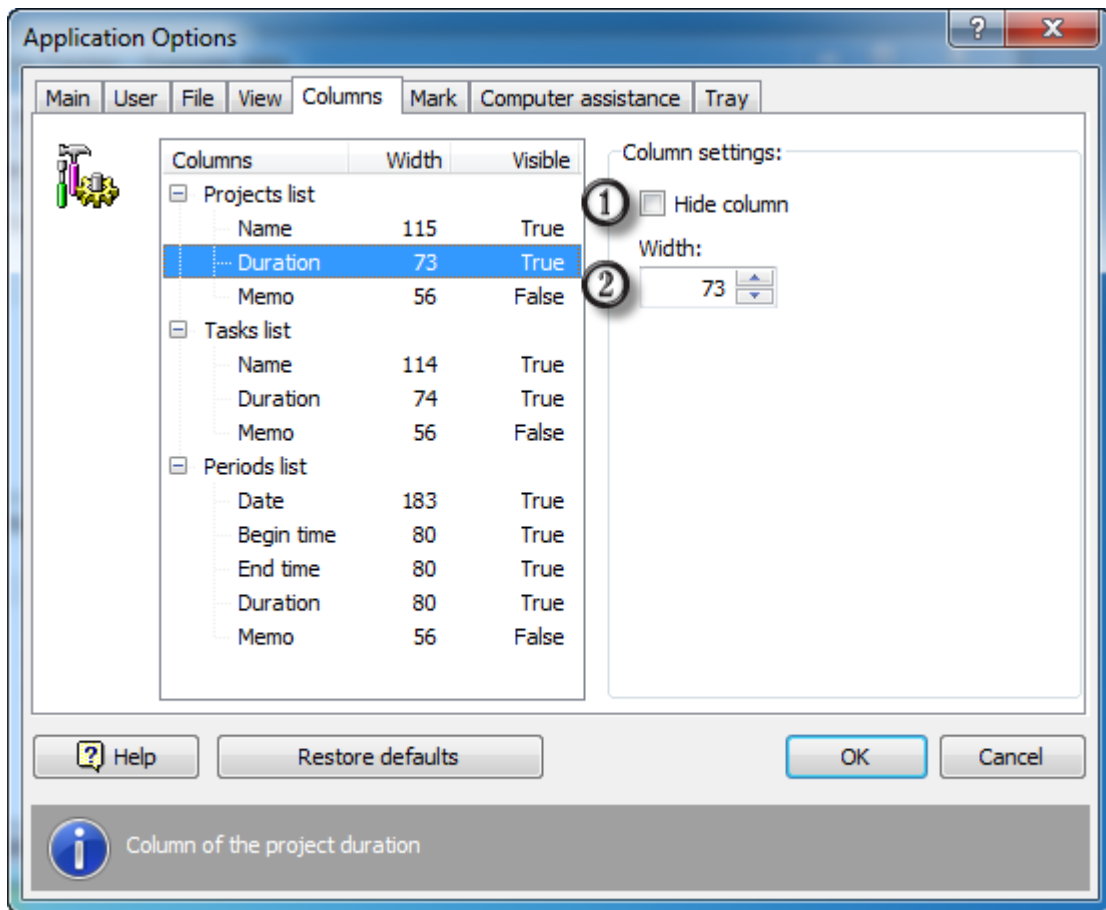 Application Options
Main User File View Columns Mark Computer assistance Tray
Columns Width Visible
Projects list
Name 115 True
Duration 73 True
Memo 56 False
Tasks list
Name 114 True
Duration 74 True
Memo 56 False
Periods list
Date 183 True
Begin time 80 True
End time 80 True
Duration 80 True
Memo 56 False
Column settings:
1 Hide column
Width:
2 73
Help Restore defaults OK Cancel
Column of the project duration